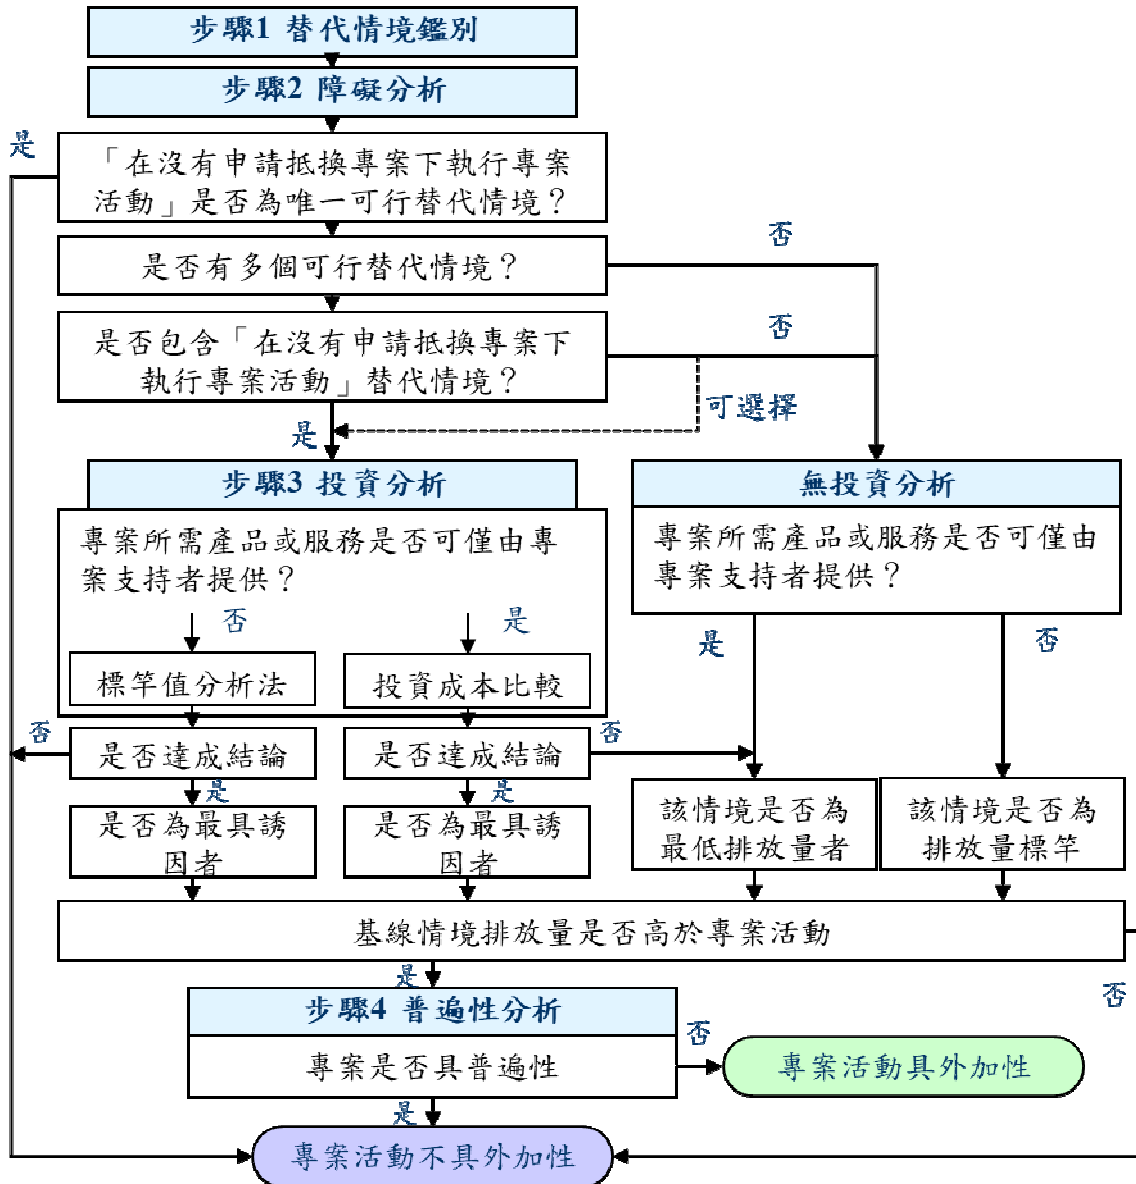 步驟1 替代情境鑑別
步驟2 障礙分析
是
「在沒有申請抵換專案下執行專案
活動」是否為唯一可行替代情境？
否
是否有多個可行替代情境？
否
是否包含「在沒有申請抵換專案下
執行專案活動」替代情境？
可選擇
是
步驟3 投資分析
無投資分析
專案所需產品或服務是否可僅由專
案支持者提供？
專案所需產品或服務是否可僅由
專案支持者提供？
否
是
是
否
標竿值分析法
投資成本比較
否
是否達成結論
是否達成結論
否
是
是
是否為最具誘
因者
是否為最具誘
因者
該情境是否為
最低排放量者
該情境是否為
排放量標竿
基線情境排放量是否高於專案活動
是
否
步驟4 普遍性分析
否
專案是否具普遍性
專案活動具外加性
是
專案活動不具外加性